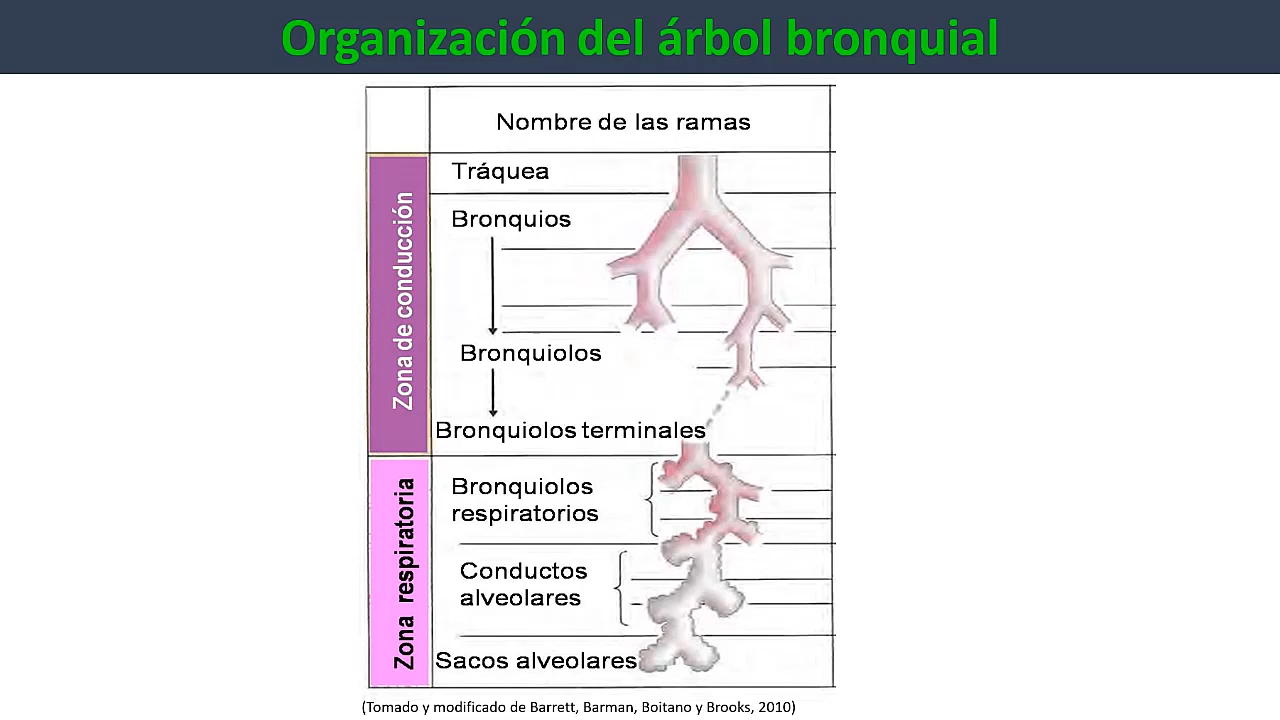 Organización del árbol bronquial
Nombre de las ramas
Zona de conducción
Tráquea
Bronquios
Bronquiolos
Bronquiolos terminales
Zona respiratoria
Bronquiolos
respiratorios
Conductos
alveolares
Sacos alveolares
(Tomado y modificado de Barrett, Barman, Boitano y Brooks, 2010)